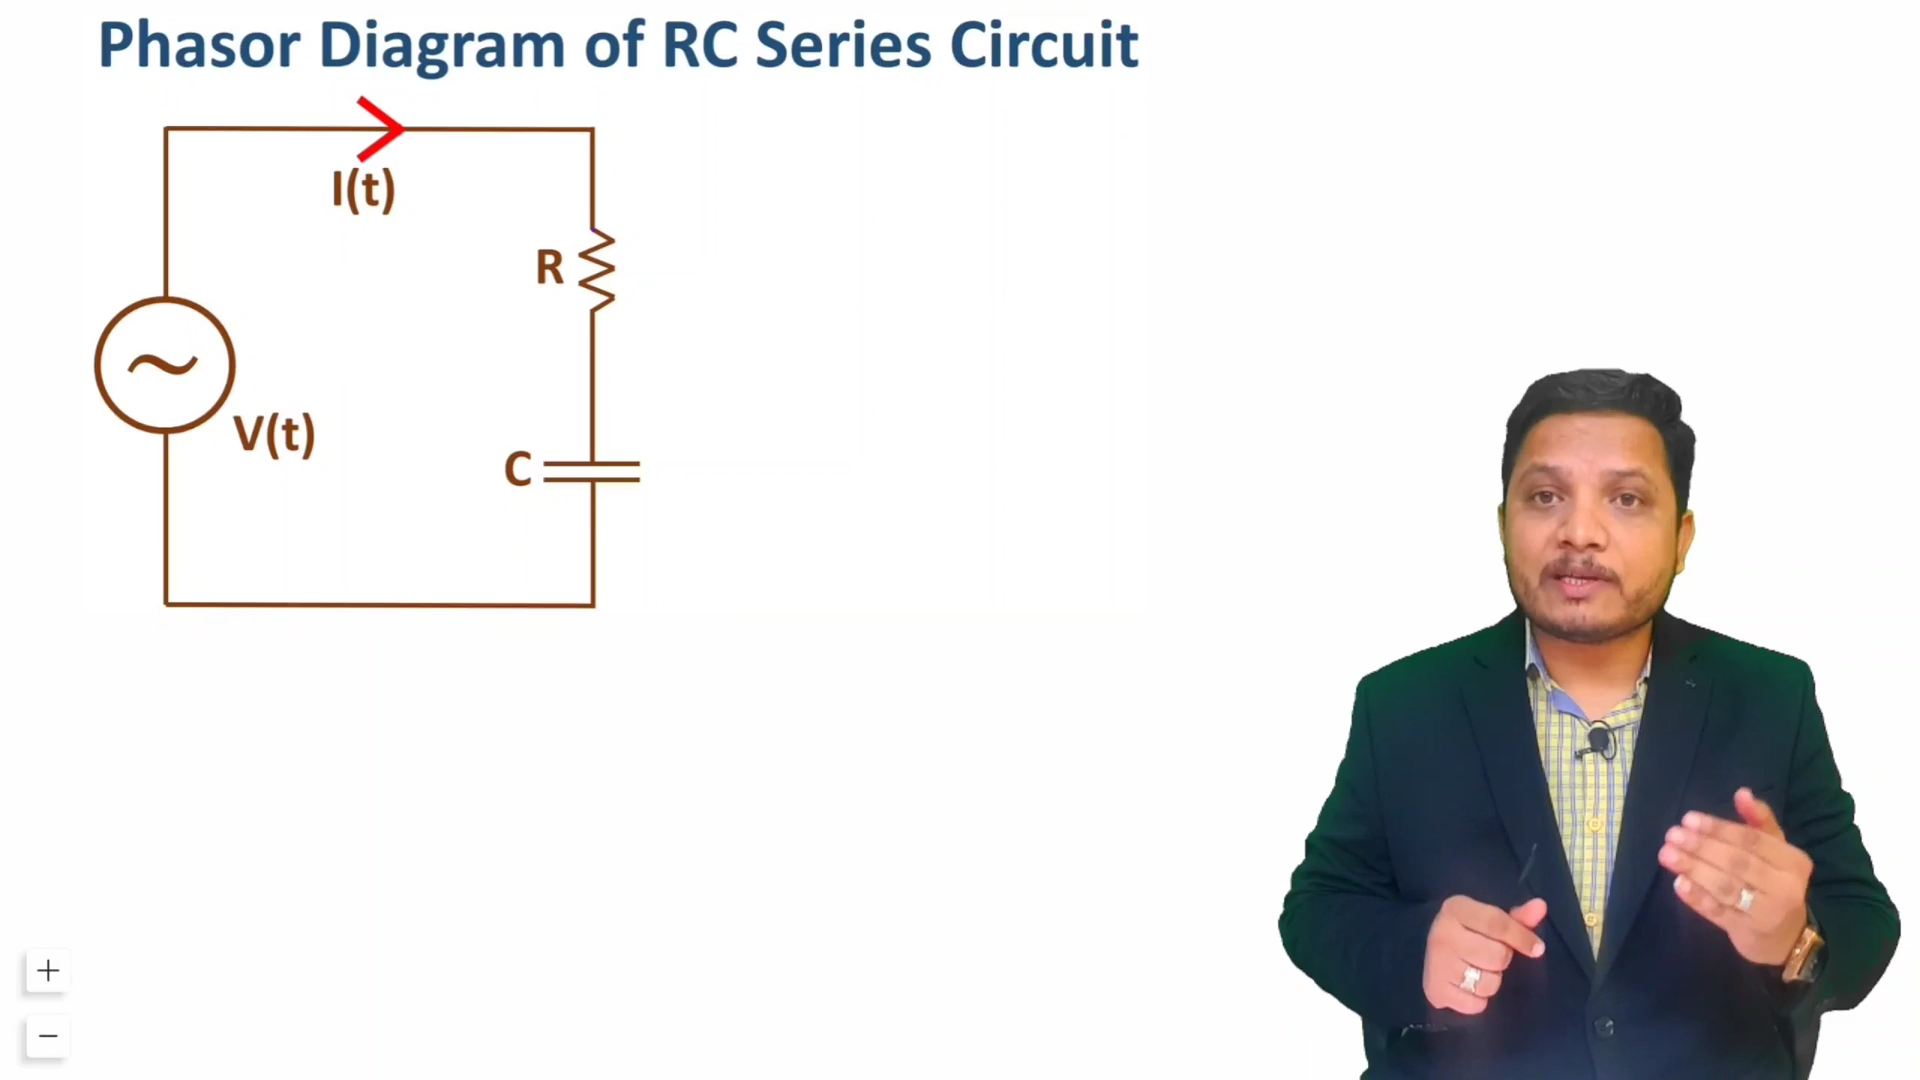 Phasor Diagram of RC Series Circuit
I(t)
R
V(t)
C